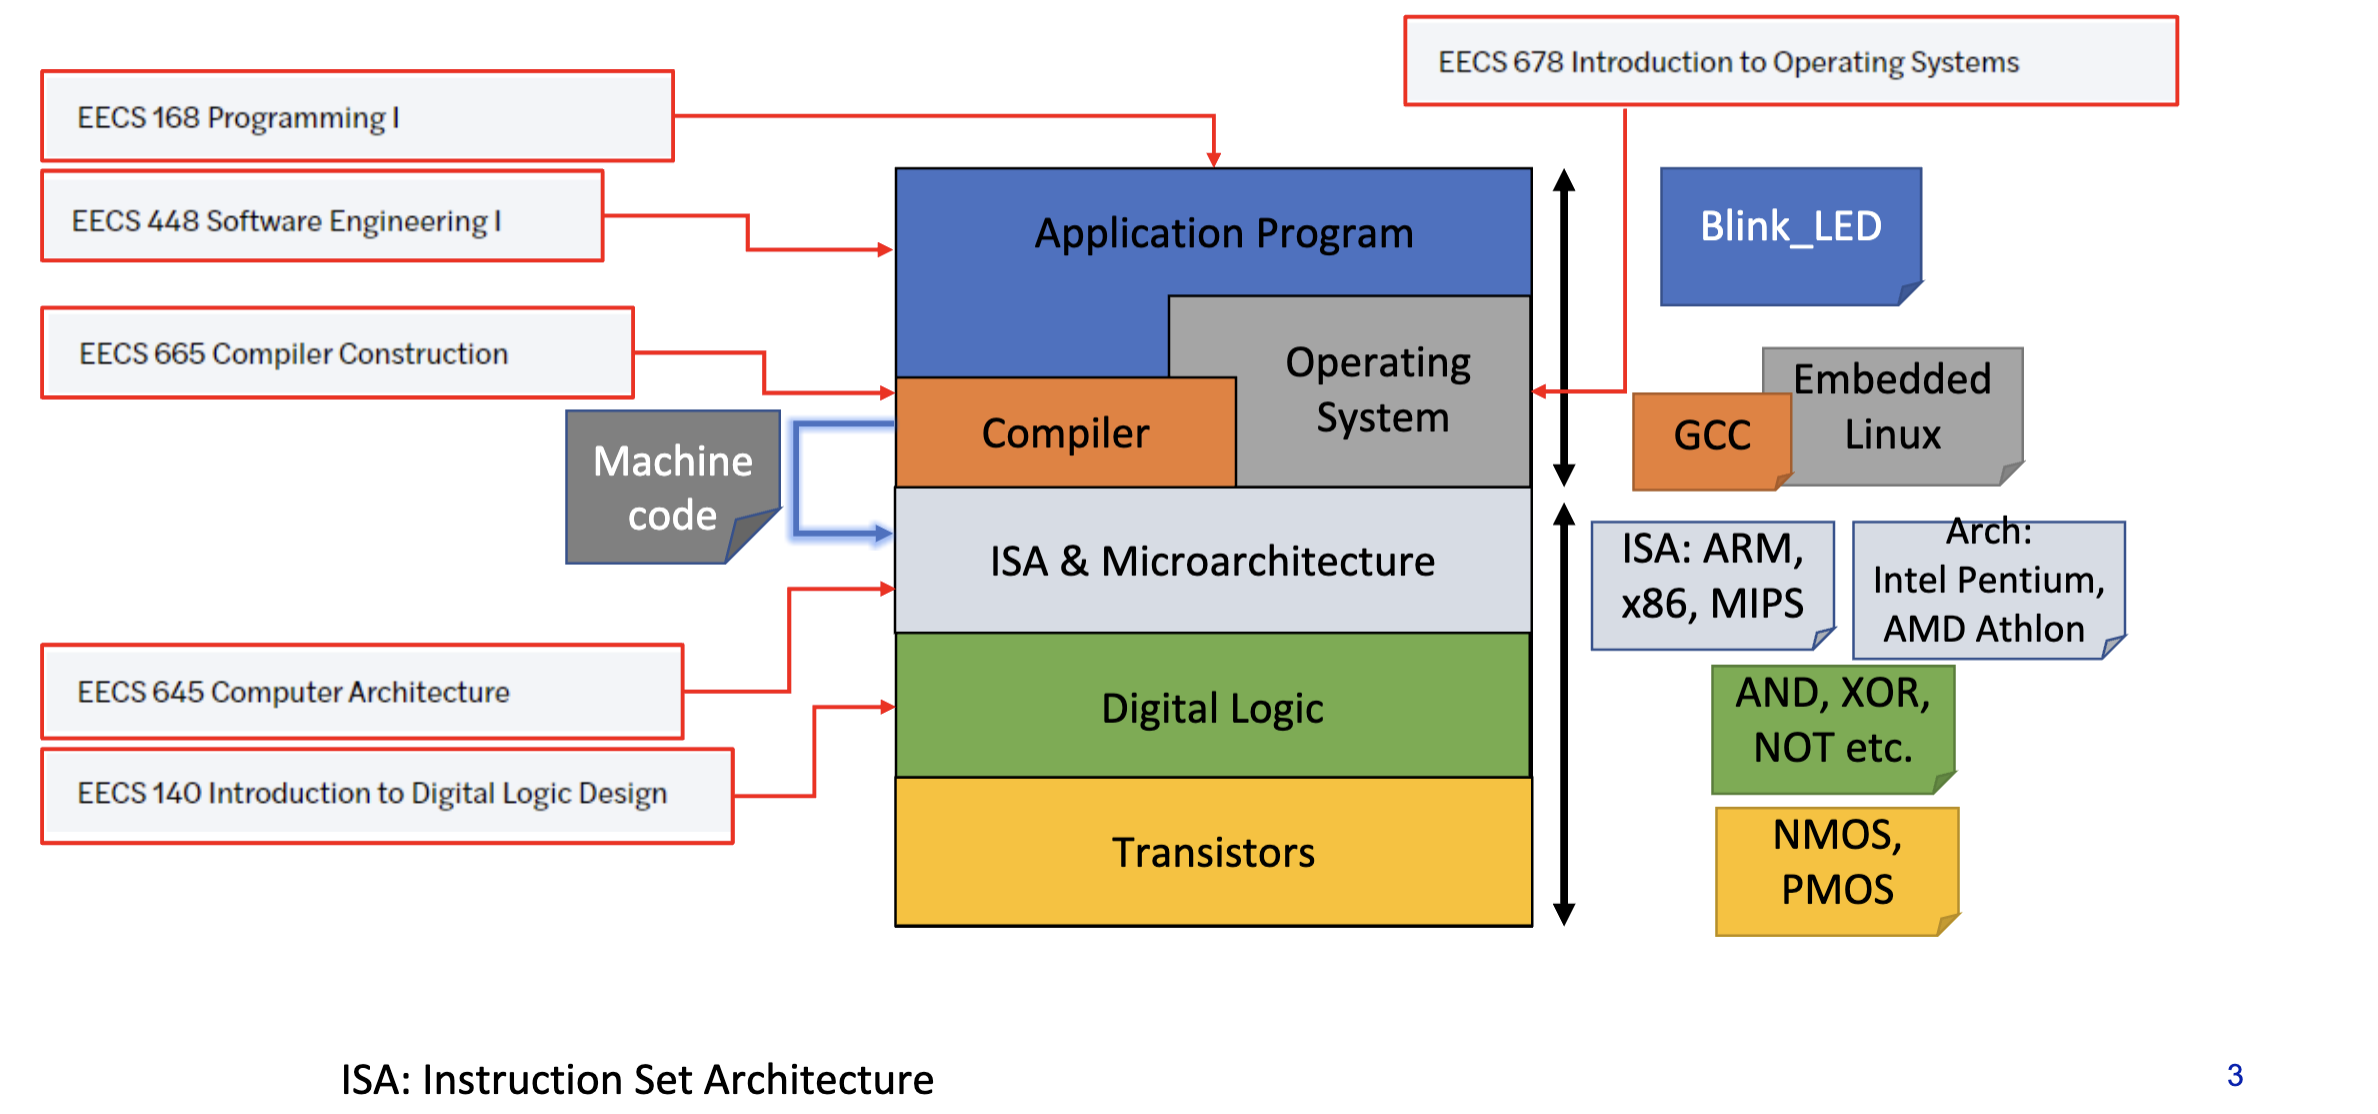 EECS 678 Introduction to Operating Systems
EECS 168 Programming I
EECS 448 Software Engineering I
EECS 665 Compiler Construction
Machine
code
EECS 645 Computer Architecture
EECS 140 Introduction to Digital Logic Design
Application Program
Operating
System
Compiler
ISA & Microarchitecture
Digital Logic
Transistors
Blink_LED
Embedded
Linux
GCC
ISA: ARM,
x86, MIPS
Arch:
Intel Pentium,
AMD Athlon
AND, XOR,
NOT etc.
NMOS,
PMOS
ISA: Instruction Set Architecture
3